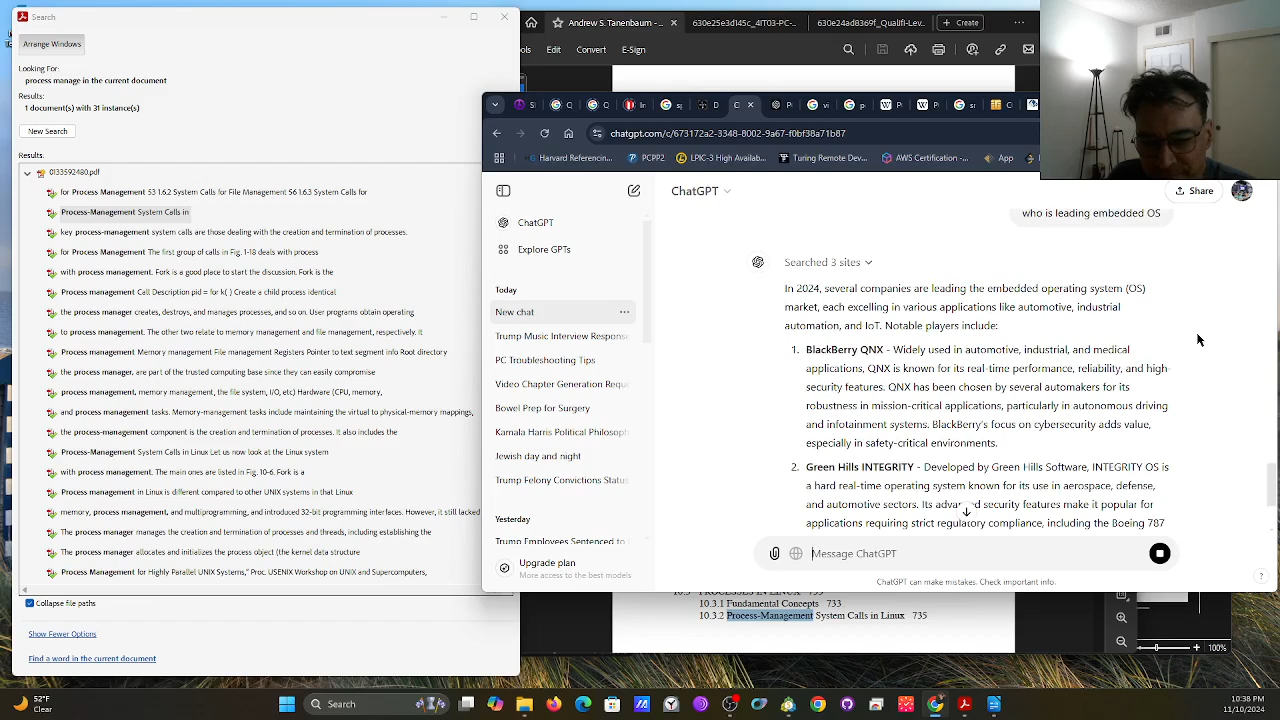 Search
Arrange Windows
Looking For:
process manage in the current document
Results:
1 document(s) with 31 instance(s)
New Search
Results:
0133592480.pdf
for Process Management 53 1.6.2 System Calls for File Management 56 1.6.3 System Calls for
Process-Management System Calls in
key process-management system calls are those dealing with the creation and termination of processes.
for Process Management The first group of calls in Fig. 1-18 deals with process
with process management. Fork is a good place to start the discussion. Fork is the
Process management Call Description pid = for k( ) Create a child process identical
the process manager creates, destroys, and manages processes, and so on. User programs obtain operating
to process management. The other two relate to memory management and file management, respectively. It
Process management Memory management File management Registers Pointer to text segment info Root directory
the process manager, are part of the trusted computing base since they can easily compromise
process management, memory management, the file system, I/O, etc) Hardware (CPU, memory,
and process management tasks. Memory-management tasks include maintaining the virtual to physical-memory mappings,
the process-management component is the creation and termination of processes. It also includes the
Process-Management System Calls in Linux Let us now look at the Linux system
with process management. The main ones are listed in Fig. 10-6. Fork is a
Process management in Linux is different compared to other UNIX systems in that Linux
memory, process management, and multiprogramming, and introduced 32-bit programming interfaces. However, it still lacked
The process manager manages the creation and termination of processes and threads, including establishing the
The process manager allocates and initializes the process object (the kernel data structure
Process Management for Highly Parallel UNIX Systems," Proc. USENIX Workshop on UNIX and Supercomputers,
Collapse file paths
Show Fewer Options
Find a word in the current document
Andrew S.Tanenbaum -
630e25e3d145c_4IT03-PC-...
630e24ad8369f_Qualifi-Lev...
Create
Convert
E-Sign
chatgpt.com/c/673172a2-3348-8002-9a67-f0bf38a71b87
Harvard Referencin...
PCPP2
LPIC-3 High Availab...
Turing Remote Dev...
AWS Certification -...
App
ChatGPT
Share
ChatGPT
Explore GPTs
Today
New chat
Trump Music Interview Response
PC Troubleshooting Tips
Video Chapter Generation Requ
Bowel Prep for Surgery
Kamala Harris Political Philosoph
Jewish day and night
Trump Felony Convictions Status
Yesterday
Trump Employees Sentenced to
Upgrade plan
More access to the best models
who is leading embedded OS
Searched 3 sites
In 2024, several companies are leading the embedded operating system (OS)
market, each excelling in various applications like automotive, industrial
automation, and IoT. Notable players include:
1. BlackBerry QNX - Widely used in automotive, industrial, and medical
applications, QNX is known for its real-time performance, reliability, and high-
security features. QNX has been chosen by several automakers for its
robustness in mission-critical applications, particularly in autonomous driving
and infotainment systems. BlackBerry's focus on cybersecurity adds value,
especially in safety-critical environments.
2. Green Hills INTEGRITY - Developed by Green Hills Software, INTEGRITY OS is
a hard real-time operating system known for its use in aerospace, defense,
and automotive sectors. Its advanced security features make it popular for
applications requiring strict regulatory compliance, including the Boeing 787
Message ChatGPT
ChatGPT can make mistakes. Check important info.
10.3.1 Fundamental Concepts 733
10.3.2 Process-Management System Calls in Linux 735
100%
52°F
Clear
Search
10:38 PM
11/10/2024